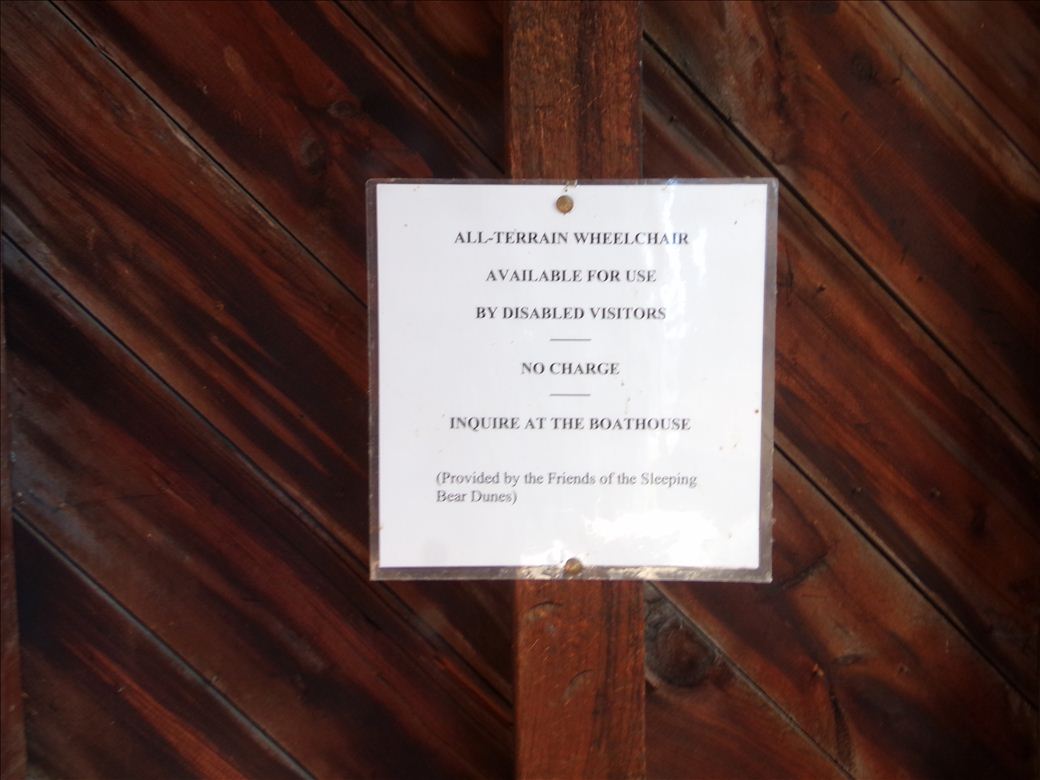 ALL-TERRAIN WHEELCHAIR
AVAILABLE FOR USE
BY DISABLED VISITORS
NO CHARGE
INQUIRE AT THE BOATHOUSE
(Provided by the Friends of the Sleeping
Bear Dunes)